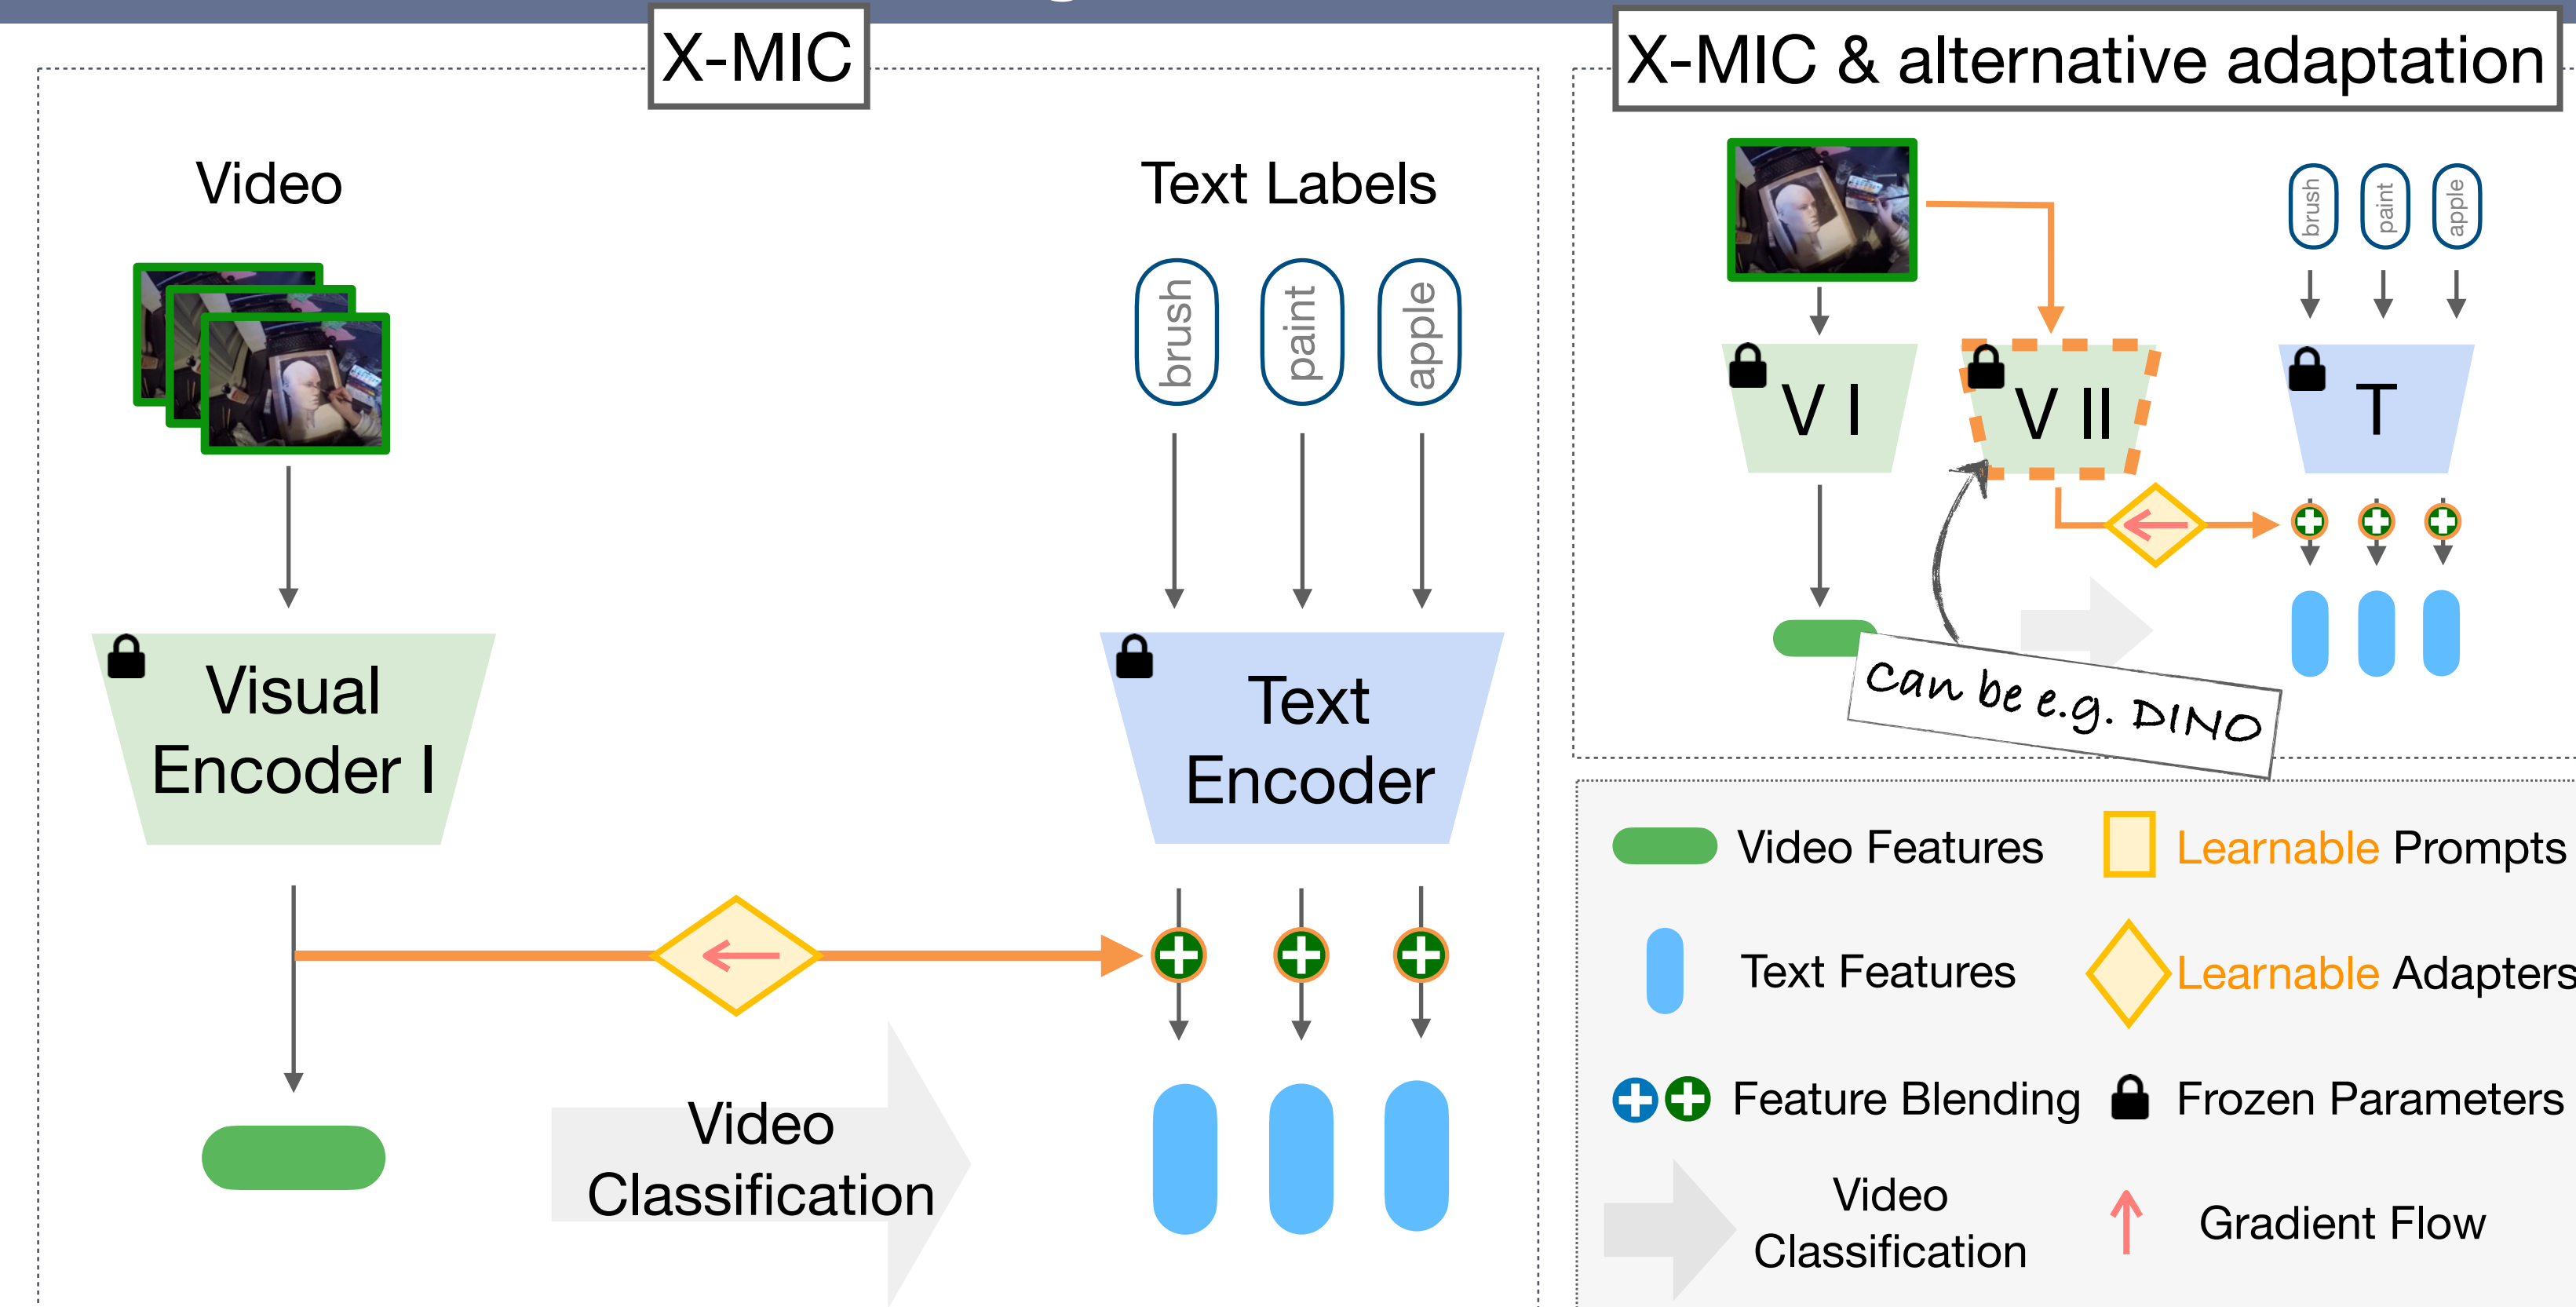 X-MIC
Video
Text Labels
brush
paint
apple
Visual
Encoder I
Text
Encoder
Video
Classification
X-MIC & alternative adaptation
brush
paint
apple
V I
V II
T
Can be e.g. DINO
Video Features
Learnable Prompts
Text Features
Learnable Adapters
Feature Blending
Frozen Parameters
Video
Classification
Gradient Flow